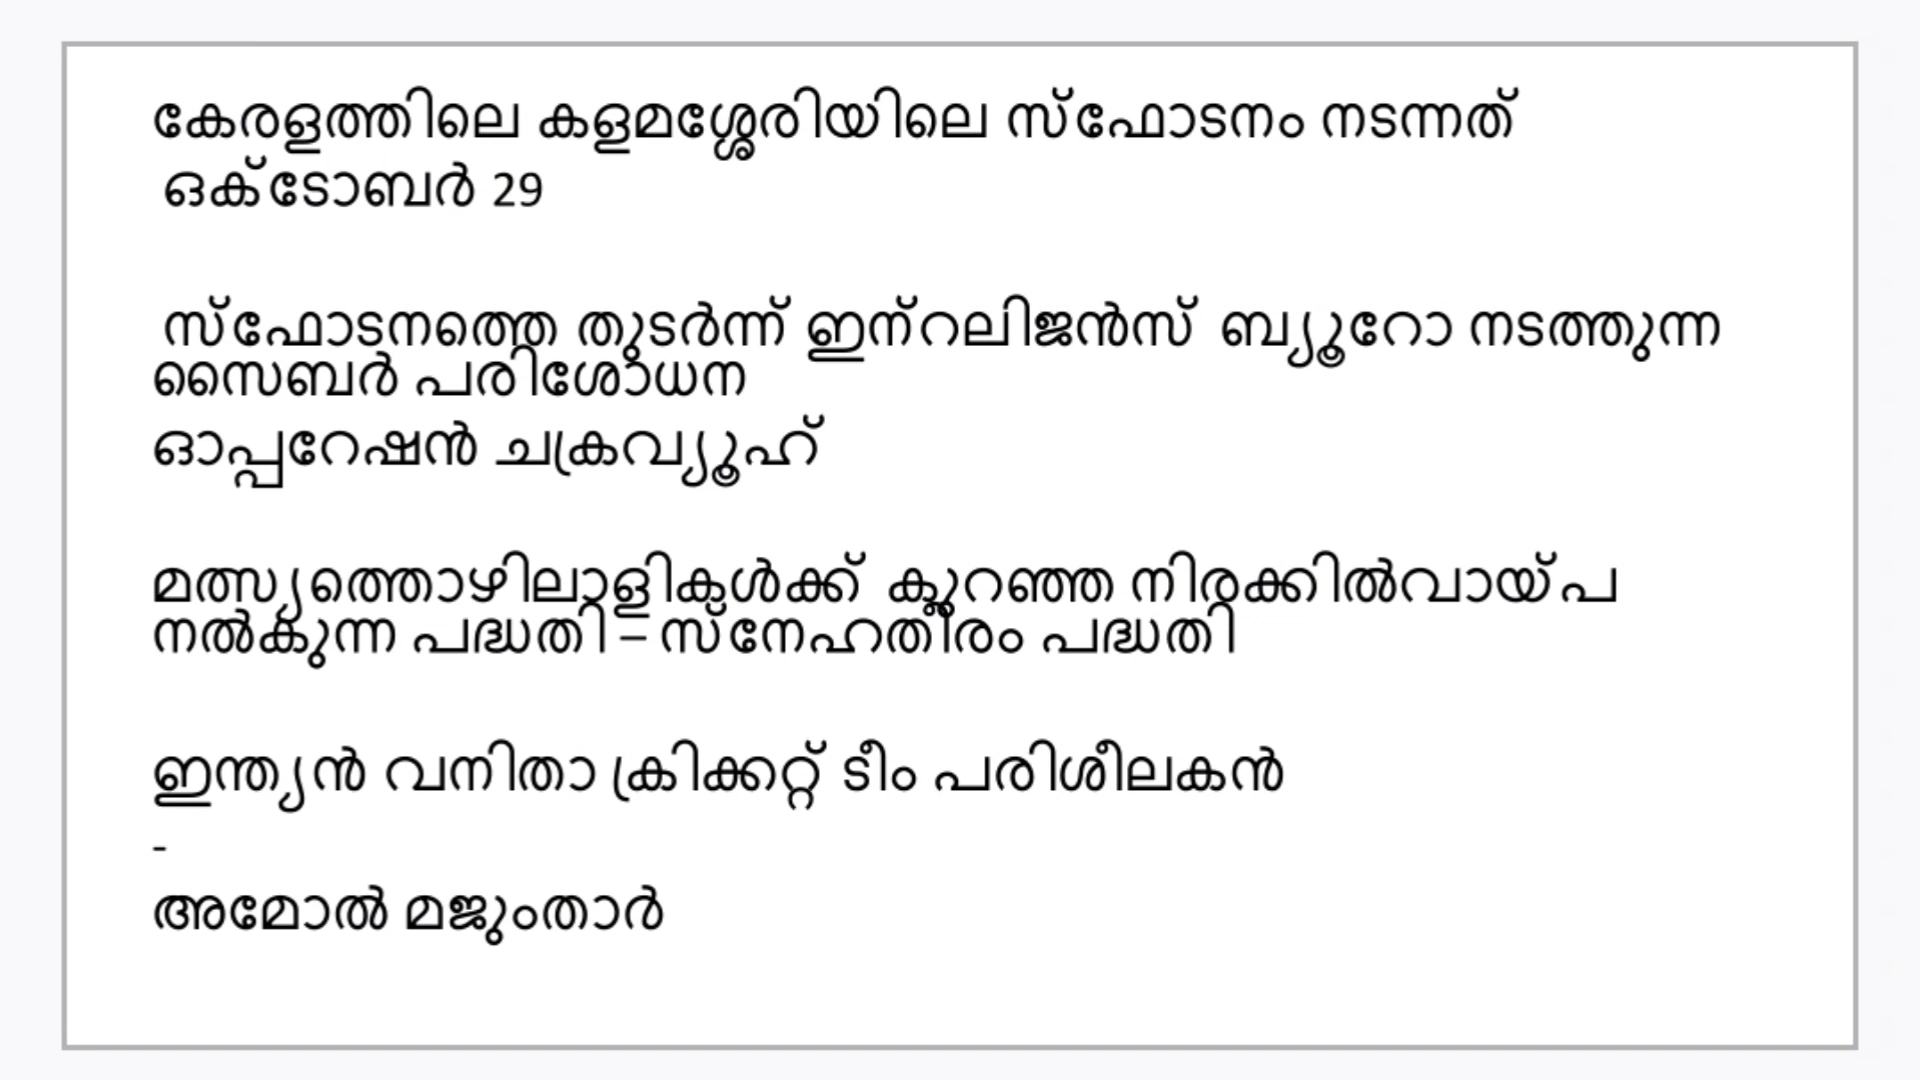 കേരളത്തിലെ കളമശ്ശേരിയിലെ സ്ഫോടനം നടന്നത്
ഒക്ടോബർ 29
സ്ഫോടനത്തെ തുടർന്ന് ഇന്റലിജൻസ് ബ്യൂറോ നടത്തുന്ന
സൈബർ പരിശോധന
ഓപ്പറേഷൻ ചക്രവ്യൂഹ്
മത്സ്യത്തൊഴിലാളികൾക്ക് കുറഞ്ഞ നിരക്കിൽവായ്പ
നൽകുന്ന പദ്ധതി – സ്നേഹതീരം പദ്ധതി
ഇന്ത്യൻ വനിതാ ക്രിക്കറ്റ് ടീം പരിശീലകൻ
-
അമോൽ മജുംതാർ